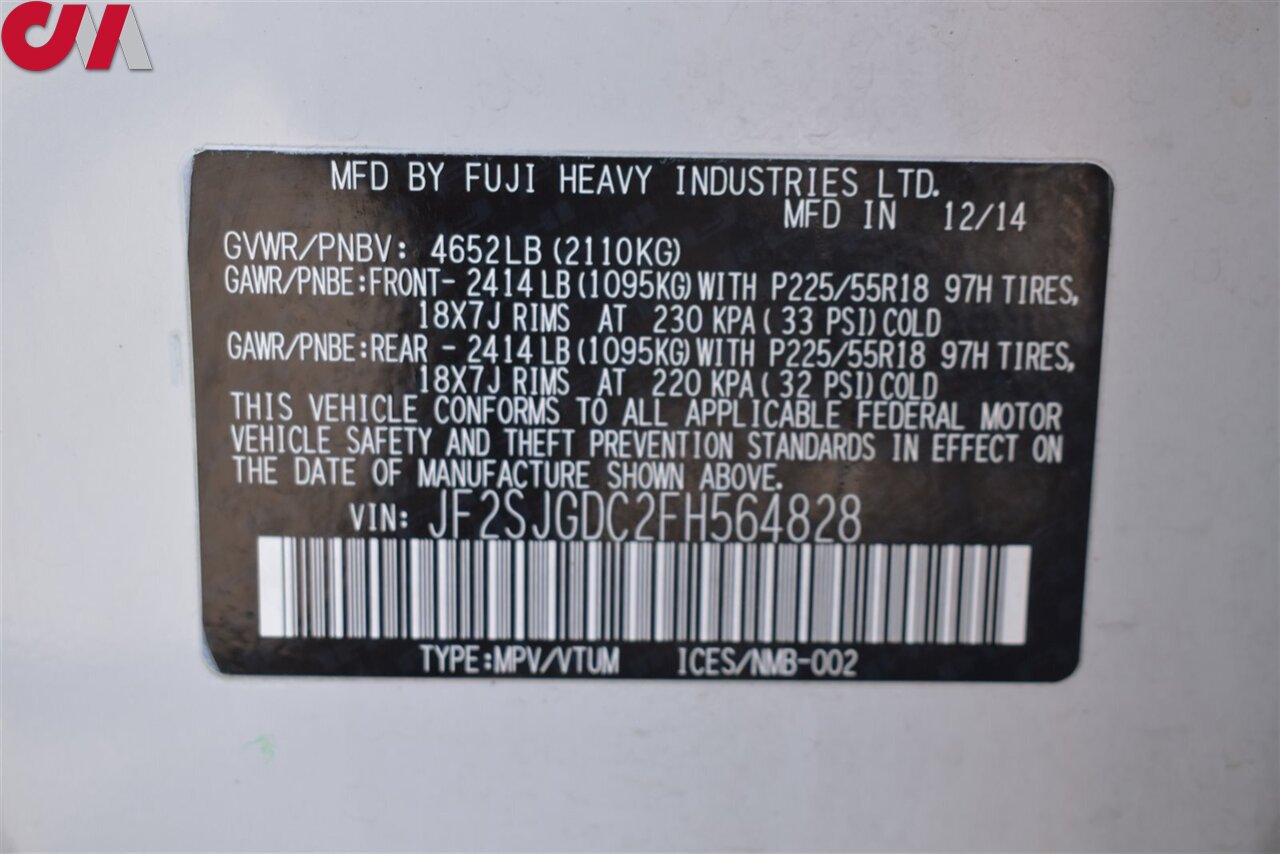 CM
MFD BY FUJI HEAVY INDUSTRIES LTD.
MFD IN 12/14
GVWR/PNBV: 4652LB (2110KG)
GAWR/PNBE:FRONT- 2414 LB (1095KG) WITH P225/55R18 97H TIRES,
18X7J RIMS AT 230 KPA ( 33 PSI) COLD
GAWR/PNBE:REAR - 2414 LB (1095KG) WITH P225/55R18 97H TIRES,
18X7J RIMS AT 220 KPA ( 32 PSI) COLD
THIS VEHICLE CONFORMS TO ALL APPLICABLE FEDERAL MOTOR
VEHICLE SAFETY AND THEFT PREVENTION STANDARDS IN EFFECT ON
THE DATE OF MANUFACTURE SHOWN ABOVE.
VIN: JF2SJGDC2FH564828
TYPE:MPV/VTUM ICES/NMB-002